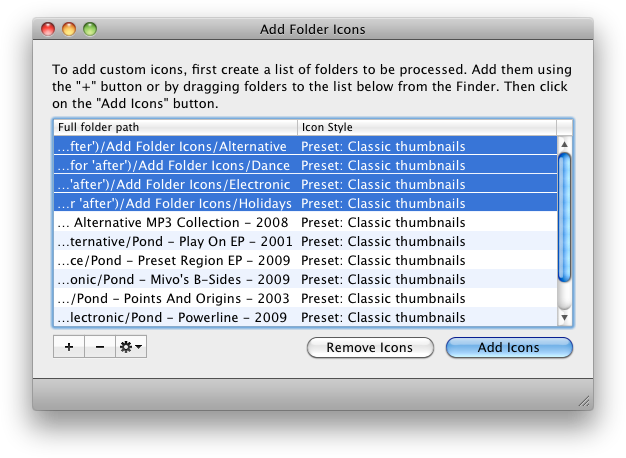 Add Folder Icons
To add custom icons, first create a list of folders to be processed. Add them using
the "+" button or by dragging folders to the list below from the Finder. Then click
on the "Add Icons" button.
Full folder path Icon Style
...fter')/Add Folder Icons/Alternative Preset: Classic thumbnails
...for 'after')/Add Folder Icons/Dance Preset: Classic thumbnails
...'after')/Add Folder Icons/Electronic Preset: Classic thumbnails
...r 'after')/Add Folder Icons/Holidays Preset: Classic thumbnails
... Alternative MP3 Collection – 2008 Preset: Classic thumbnails
...ternative/Pond – Play On EP – 2001 Preset: Classic thumbnails
...ce/Pond – Preset Region EP – 2009 Preset: Classic thumbnails
...onic/Pond – Mivo's B-Sides – 2009 Preset: Classic thumbnails
.../Pond – Points And Origins – 2003 Preset: Classic thumbnails
...lectronic/Pond – Powerline – 2009 Preset: Classic thumbnails
+ − Remove Icons Add Icons